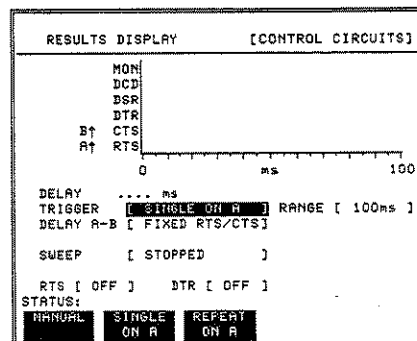 RESULTS DISPLAY [CONTROL CIRCUITS]
MON
DCD
DSR
DTR
B↑ CTS
A↑ RTS
0 ms 100
DELAY .... ms
TRIGGER [ SINGLE ON A ] RANGE [ 100ms ]
DELAY A-B [ FIXED RTS/CTS]
SWEEP [ STOPPED ]
RTS [ OFF ] DTR [ OFF ]
STATUS:
MANUAL SINGLE ON A REPEAT ON A